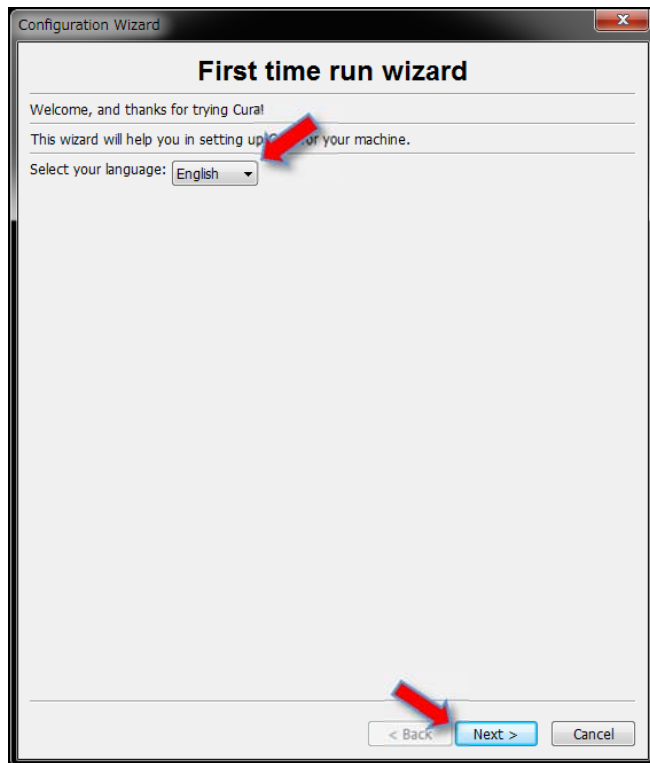 Configuration Wizard
First time run wizard
Welcome, and thanks for trying Cura!
This wizard will help you in setting up for your machine.
Select your language: English
< Back Next > Cancel